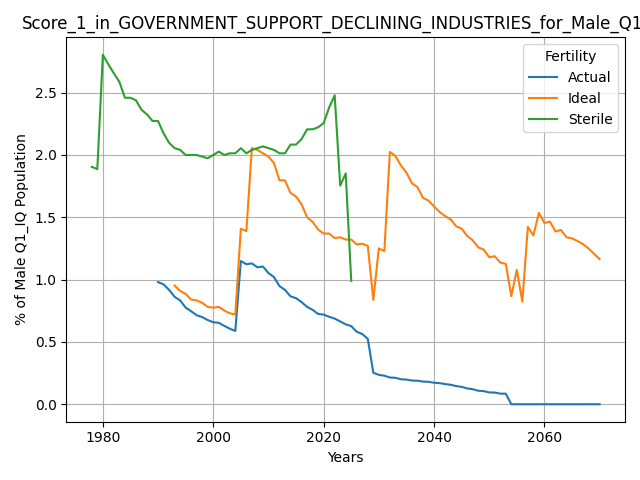 Score_1_in_GOVERNMENT_SUPPORT_DECLINING_INDUSTRIES_for_Male_Q1
Fertility
Actual
Ideal
Sterile
% of Male Q1_IQ Population
2.5
2.0
1.5
1.0
0.5
0.0
1980 2000 2020 2040 2060
Years